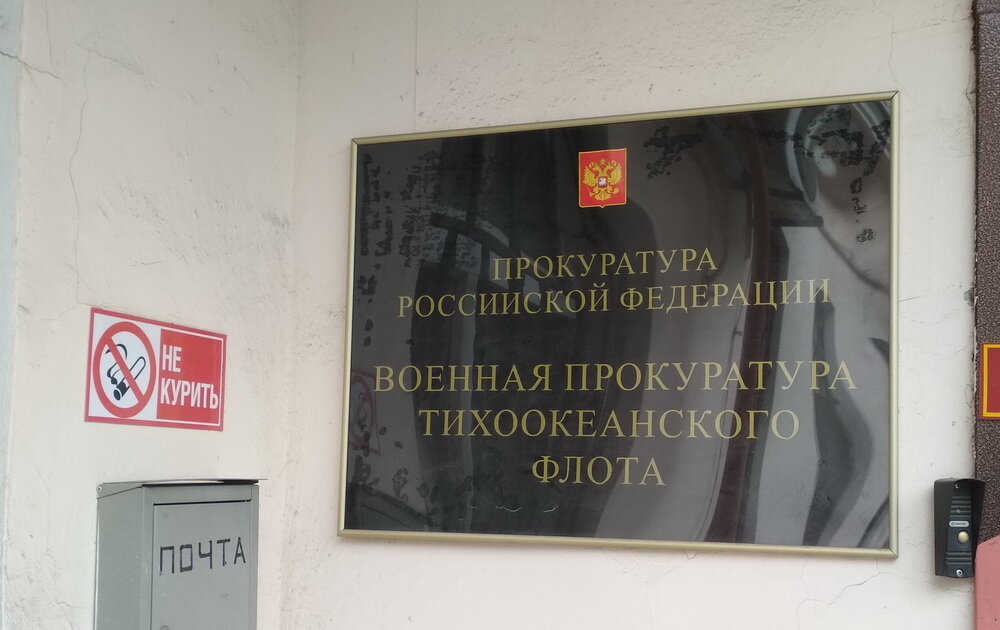 ПРОКУРАТУРА
РОССИЙСКОЙ ФЕДЕРАЦИИ
ВОЕННАЯ ПРОКУРАТУРА
ТИХООКЕАНСКОГО
ФЛОТА
НЕ
КУРИТЬ
ПОЧТА